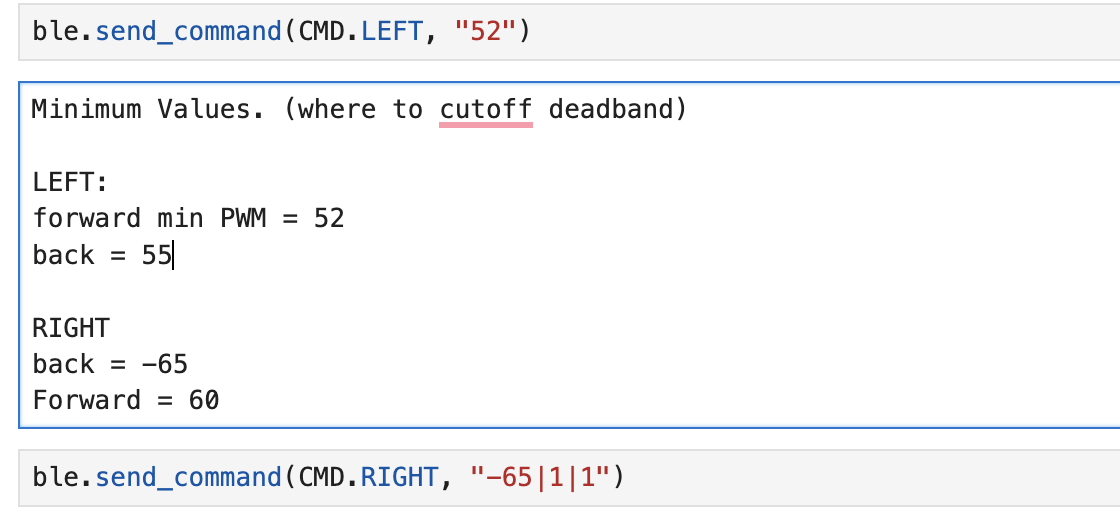 ble.send_command(CMD.LEFT, "52")
Minimum Values. (where to cutoff deadband)
LEFT:
forward min PWM = 52
back = 55
RIGHT
back = −65
Forward = 60
ble.send_command(CMD.RIGHT, "−65|1|1")